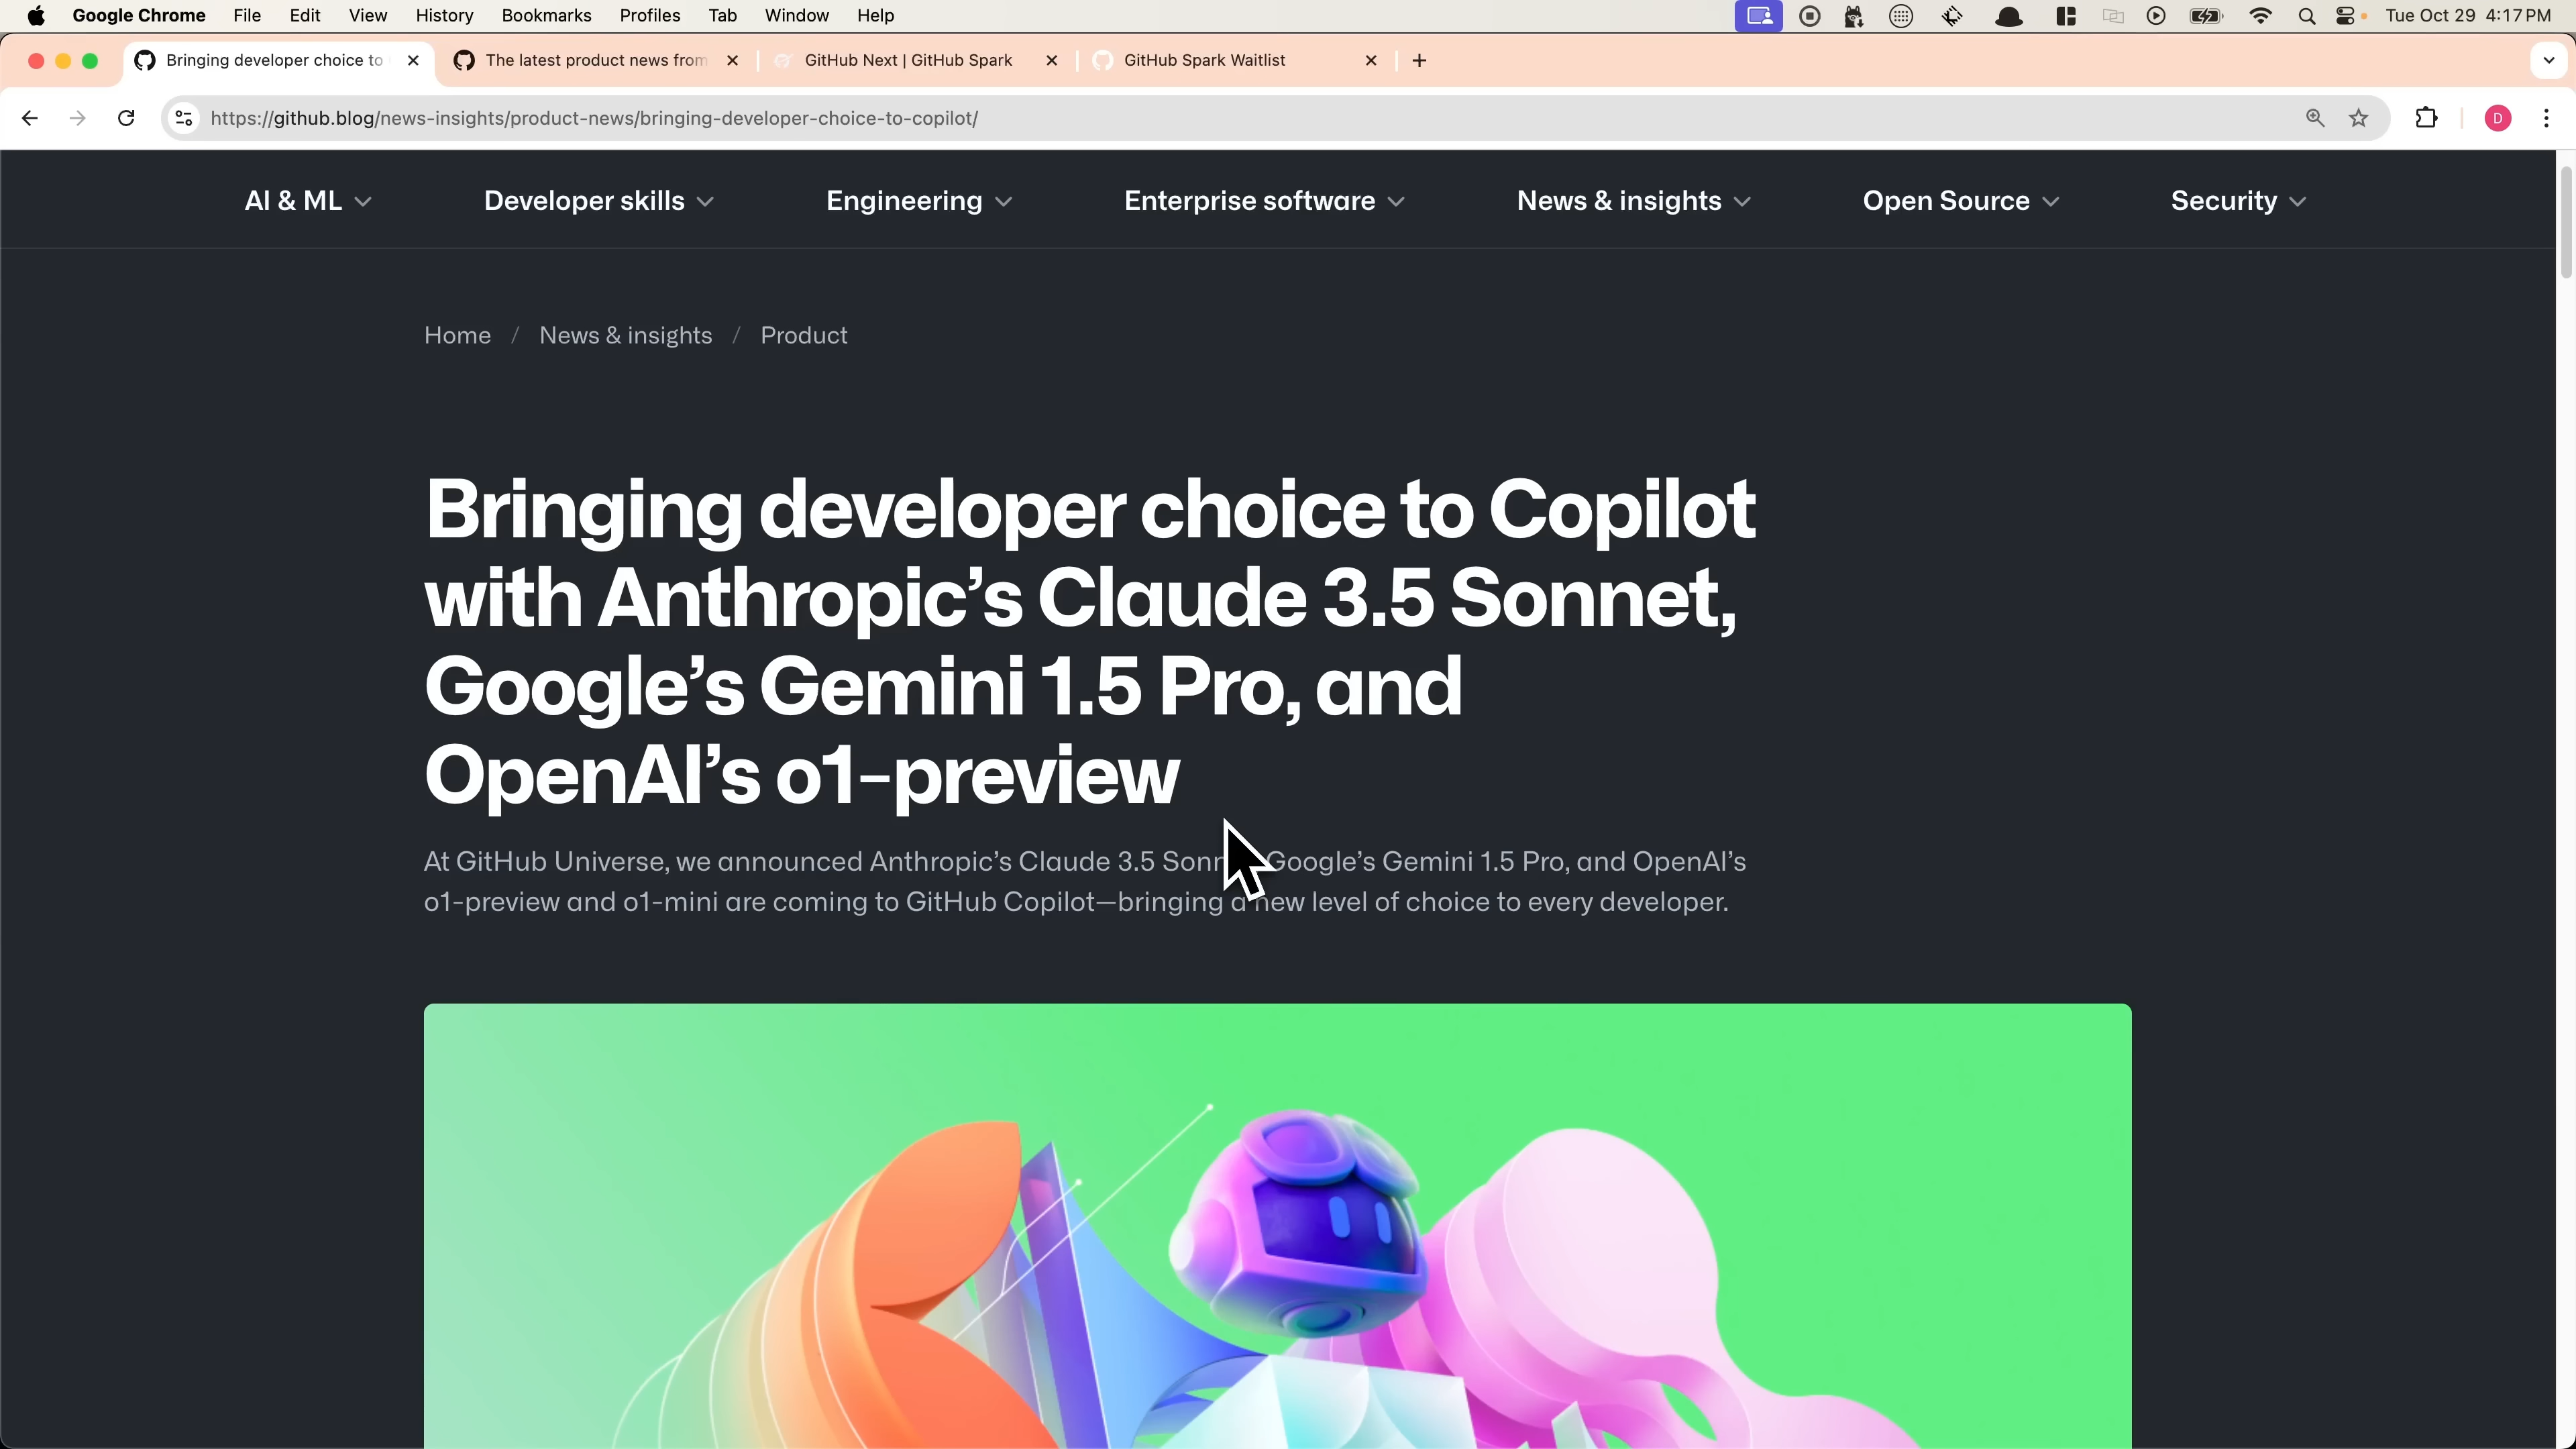 Google Chrome File Edit View History Bookmarks Profiles Tab Window Help Tue Oct 29 4:17 PM
Bringing developer choice to The latest product news from GitHub Next | GitHub Spark GitHub Spark Waitlist
https://github.blog/news-insights/product-news/bringing-developer-choice-to-copilot/ D
AI & ML Developer skills Engineering Enterprise software News & insights Open Source Security
Home / News & insights / Product
Bringing developer choice to Copilot
with Anthropic’s Claude 3.5 Sonnet,
Google’s Gemini 1.5 Pro, and
OpenAI’s o1-preview
At GitHub Universe, we announced Anthropic’s Claude 3.5 Google’s Gemini 1.5 Pro, and OpenAI’s
o1-preview and o1-mini are coming to GitHub Copilot—bringing a new level of choice to every developer.